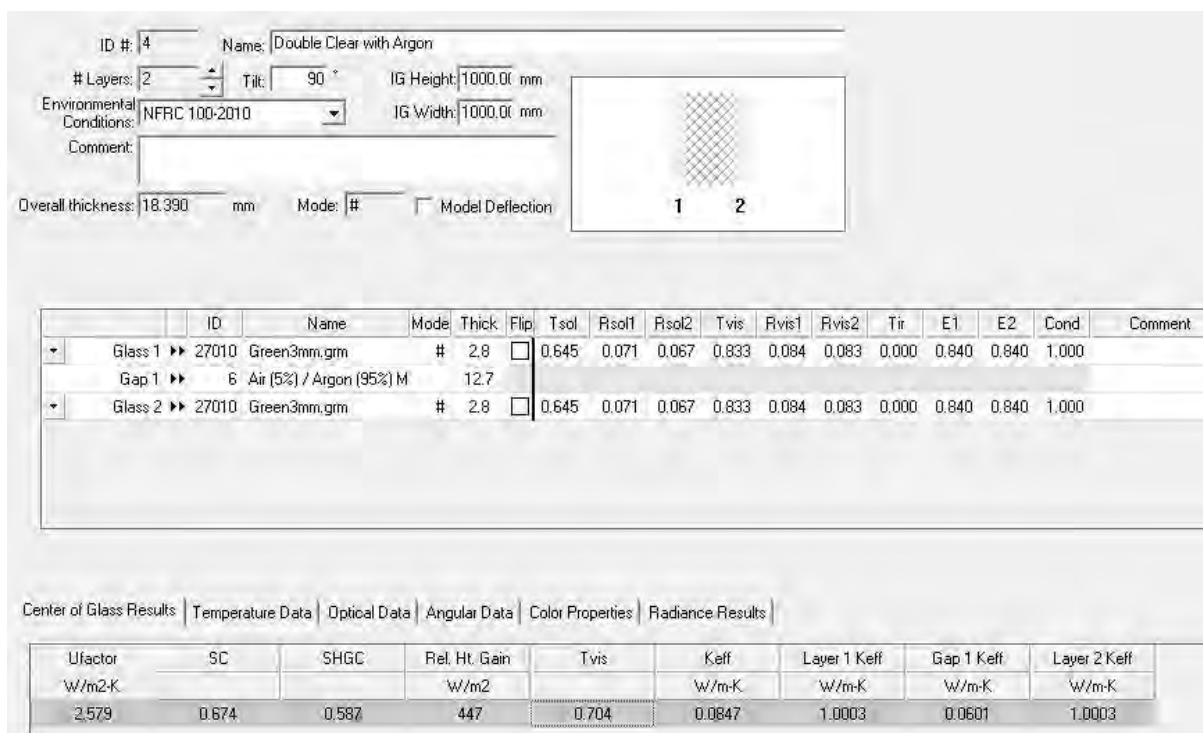 ID #: 4 Name: Double Clear with Argon
# Layers: 2 Tilt: 90 ° IG Height: 1000.00 mm
Environmental Conditions: NFRC 100-2010 IG Width: 1000.00 mm
Comment:
Overall thickness: 18.390 mm Mode: # Model Deflection
1 2
ID Name Mode Thick Flip Tsol Rsol1 Rsol2 Tvis Rvis1 Rvis2 Tir E1 E2 Cond Comment
Glass 1 ▸▸ 27010 Green3mm.grm # 2.8 0.645 0.071 0.067 0.833 0.084 0.083 0.000 0.840 0.840 1.000
Gap 1 ▸▸ 6 Air (5%) / Argon (95%) M 12.7
Glass 2 ▸▸ 27010 Green3mm.grm # 2.8 0.645 0.071 0.067 0.833 0.084 0.083 0.000 0.840 0.840 1.000
Center of Glass Results Temperature Data Optical Data Angular Data Color Properties Radiance Results
Ufactor SC SHGC Rel. Ht. Gain Tvis Keff Layer 1 Keff Gap 1 Keff Layer 2 Keff
W/m2-K W/m2 W/m-K W/m-K W/m-K W/m-K
2.579 0.674 0.587 447 0.704 0.0847 1.0003 0.0601 1.0003